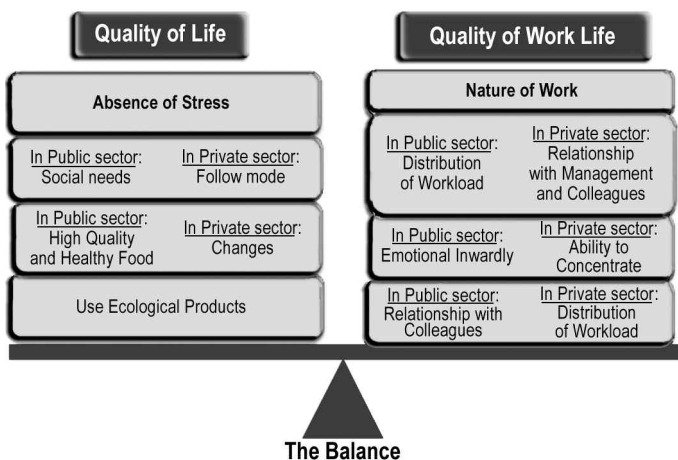 Quality of Life
Absence of Stress
In Public sector:
Social needs
In Private sector:
Follow mode
In Public sector:
High Quality
and Healthy Food
In Private sector:
Changes
Use Ecological Products
Quality of Work Life
Nature of Work
In Public sector:
Distribution
of Workload
In Private sector:
Relationship
with Management
and Colleagues
In Public sector:
Emotional Inwardly
In Private sector:
Ability to
Concentrate
In Public sector:
Relationship with
Colleagues
In Private sector:
Distribution
of Workload
The Balance